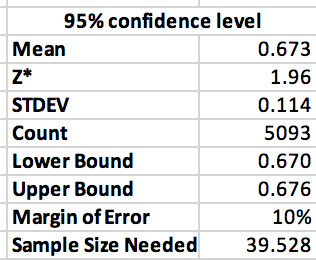 95% confidence level
Mean 0.673
Z* 1.96
STDEV 0.114
Count 5093
Lower Bound 0.670
Upper Bound 0.676
Margin of Error 10%
Sample Size Needed 39.528